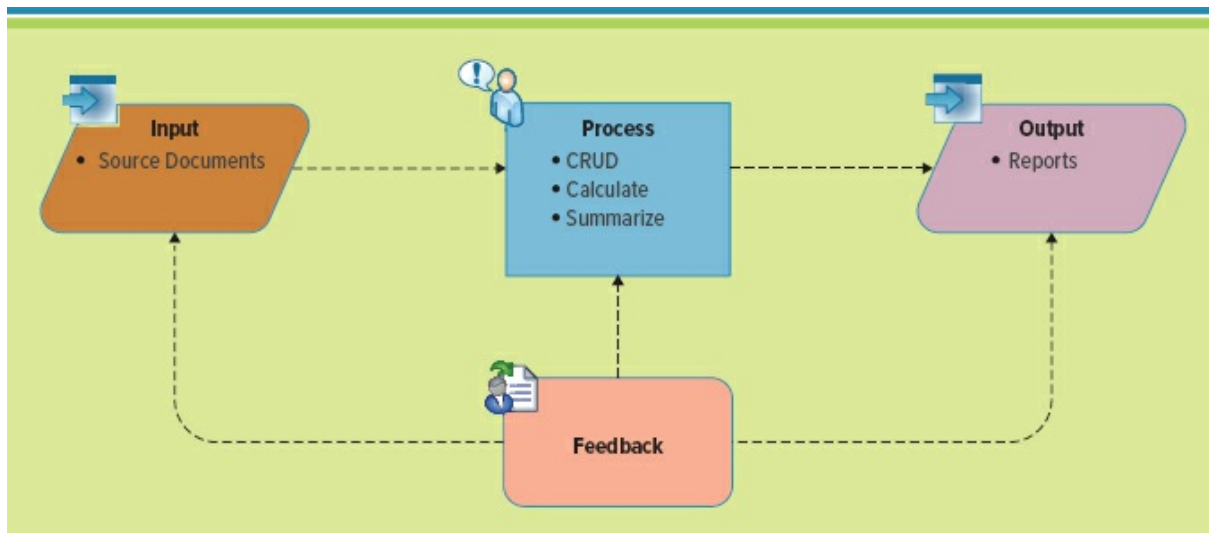 Input
• Source Documents
Process
• CRUD
• Calculate
• Summarize
Output
• Reports
Feedback